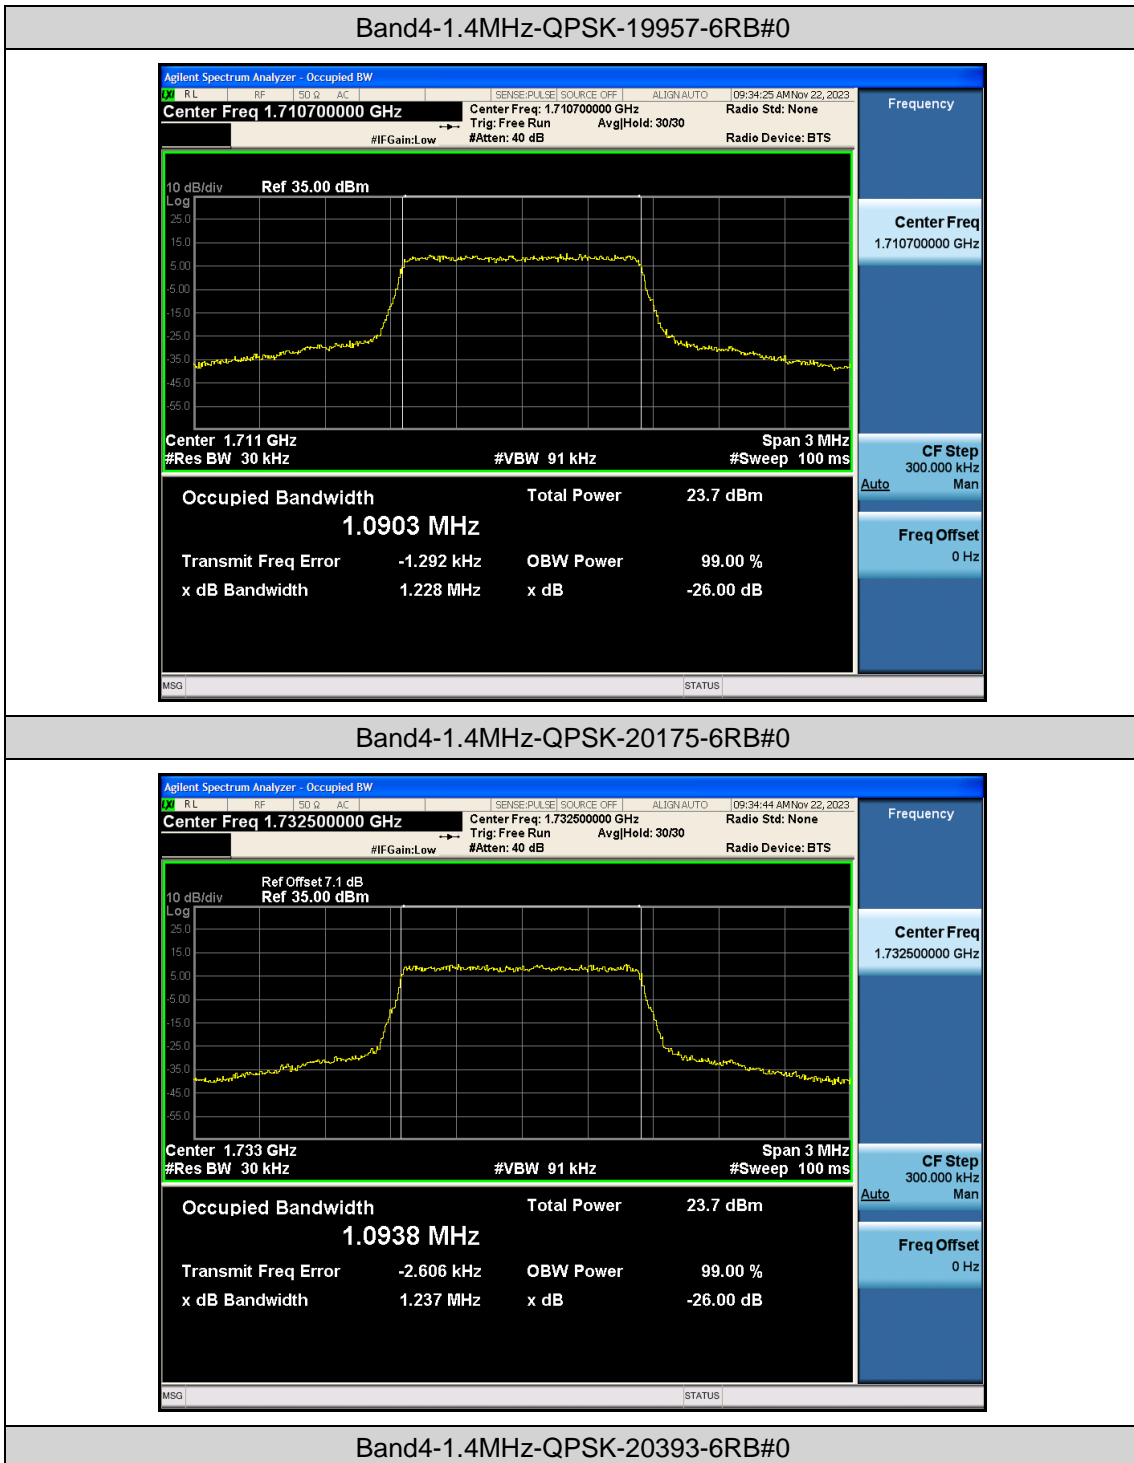 Band4-1.4MHz-QPSK-19957-6RB#0
Agilent Spectrum Analyzer - Occupied BW
LXI RL RF 50 Ω AC SENSE:PULSE SOURCE OFF ALIGN AUTO 09:34:25 AM Nov 22, 2023
Center Freq 1.710700000 GHz Center Freq: 1.710700000 GHz Radio Std: None Frequency
Trig: Free Run Avg|Hold: 30/30
#IFGain:Low #Atten: 40 dB Radio Device: BTS
10 dB/div Ref 35.00 dBm
Log
25.0
15.0
5.00
-5.00
-15.0
-25.0
-35.0
-45.0
-55.0
Center Freq
1.710700000 GHz
Center 1.711 GHz Span 3 MHz
#Res BW 30 kHz #VBW 91 kHz #Sweep 100 ms
CF Step
300.000 kHz
Auto Man
Occupied Bandwidth Total Power 23.7 dBm
1.0903 MHz
Freq Offset
0 Hz
Transmit Freq Error -1.292 kHz OBW Power 99.00 %
x dB Bandwidth 1.228 MHz x dB -26.00 dB
MSG STATUS
Band4-1.4MHz-QPSK-20175-6RB#0
Agilent Spectrum Analyzer - Occupied BW
LXI RL RF 50 Ω AC SENSE:PULSE SOURCE OFF ALIGN AUTO 09:34:44 AM Nov 22, 2023
Center Freq 1.732500000 GHz Center Freq: 1.732500000 GHz Radio Std: None Frequency
Trig: Free Run Avg|Hold: 30/30
#IFGain:Low #Atten: 40 dB Radio Device: BTS
Ref Offset 7.1 dB
10 dB/div Ref 35.00 dBm
Log
25.0
15.0
5.00
-5.00
-15.0
-25.0
-35.0
-45.0
-55.0
Center Freq
1.732500000 GHz
Center 1.733 GHz Span 3 MHz
#Res BW 30 kHz #VBW 91 kHz #Sweep 100 ms
CF Step
300.000 kHz
Auto Man
Occupied Bandwidth Total Power 23.7 dBm
1.0938 MHz
Freq Offset
0 Hz
Transmit Freq Error -2.606 kHz OBW Power 99.00 %
x dB Bandwidth 1.237 MHz x dB -26.00 dB
MSG STATUS
Band4-1.4MHz-QPSK-20393-6RB#0